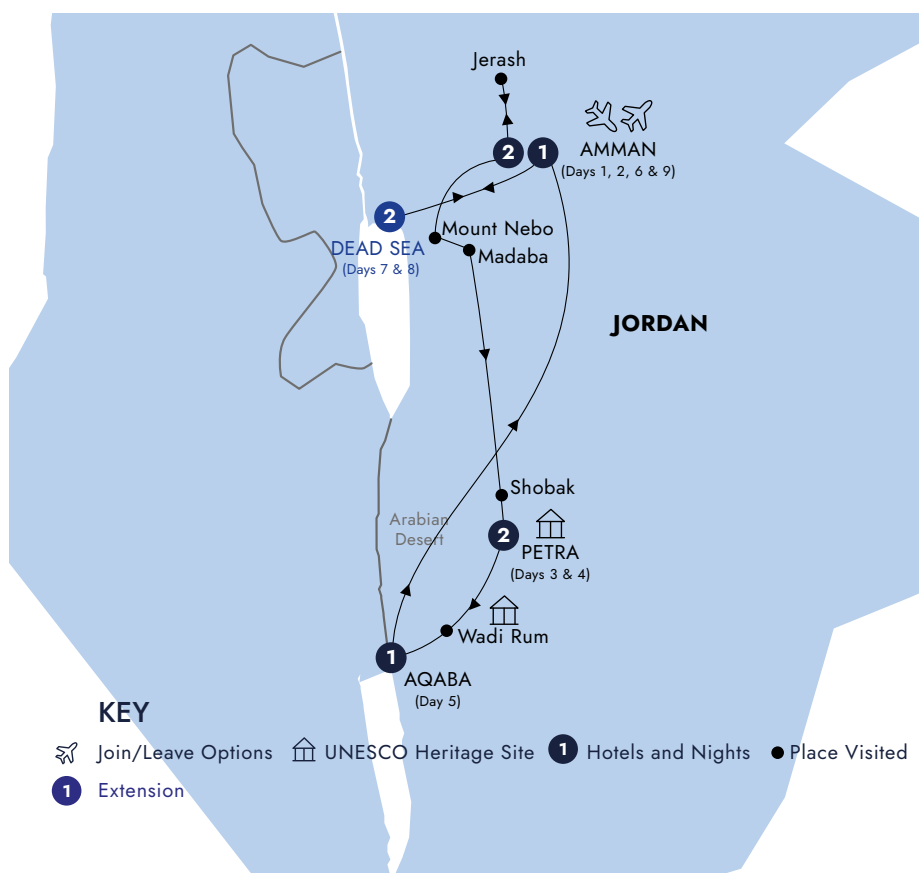 Jerash
2
1
AMMAN
(Days 1, 2, 6 & 9)
2
DEAD SEA
(Days 7 & 8)
Mount Nebo
Madaba
JORDAN
Shobak
Arabian
Desert
2
PETRA
(Days 3 & 4)
Wadi Rum
1
AQABA
(Day 5)
KEY
Join/Leave Options
UNESCO Heritage Site
1 Hotels and Nights
Place Visited
1 Extension